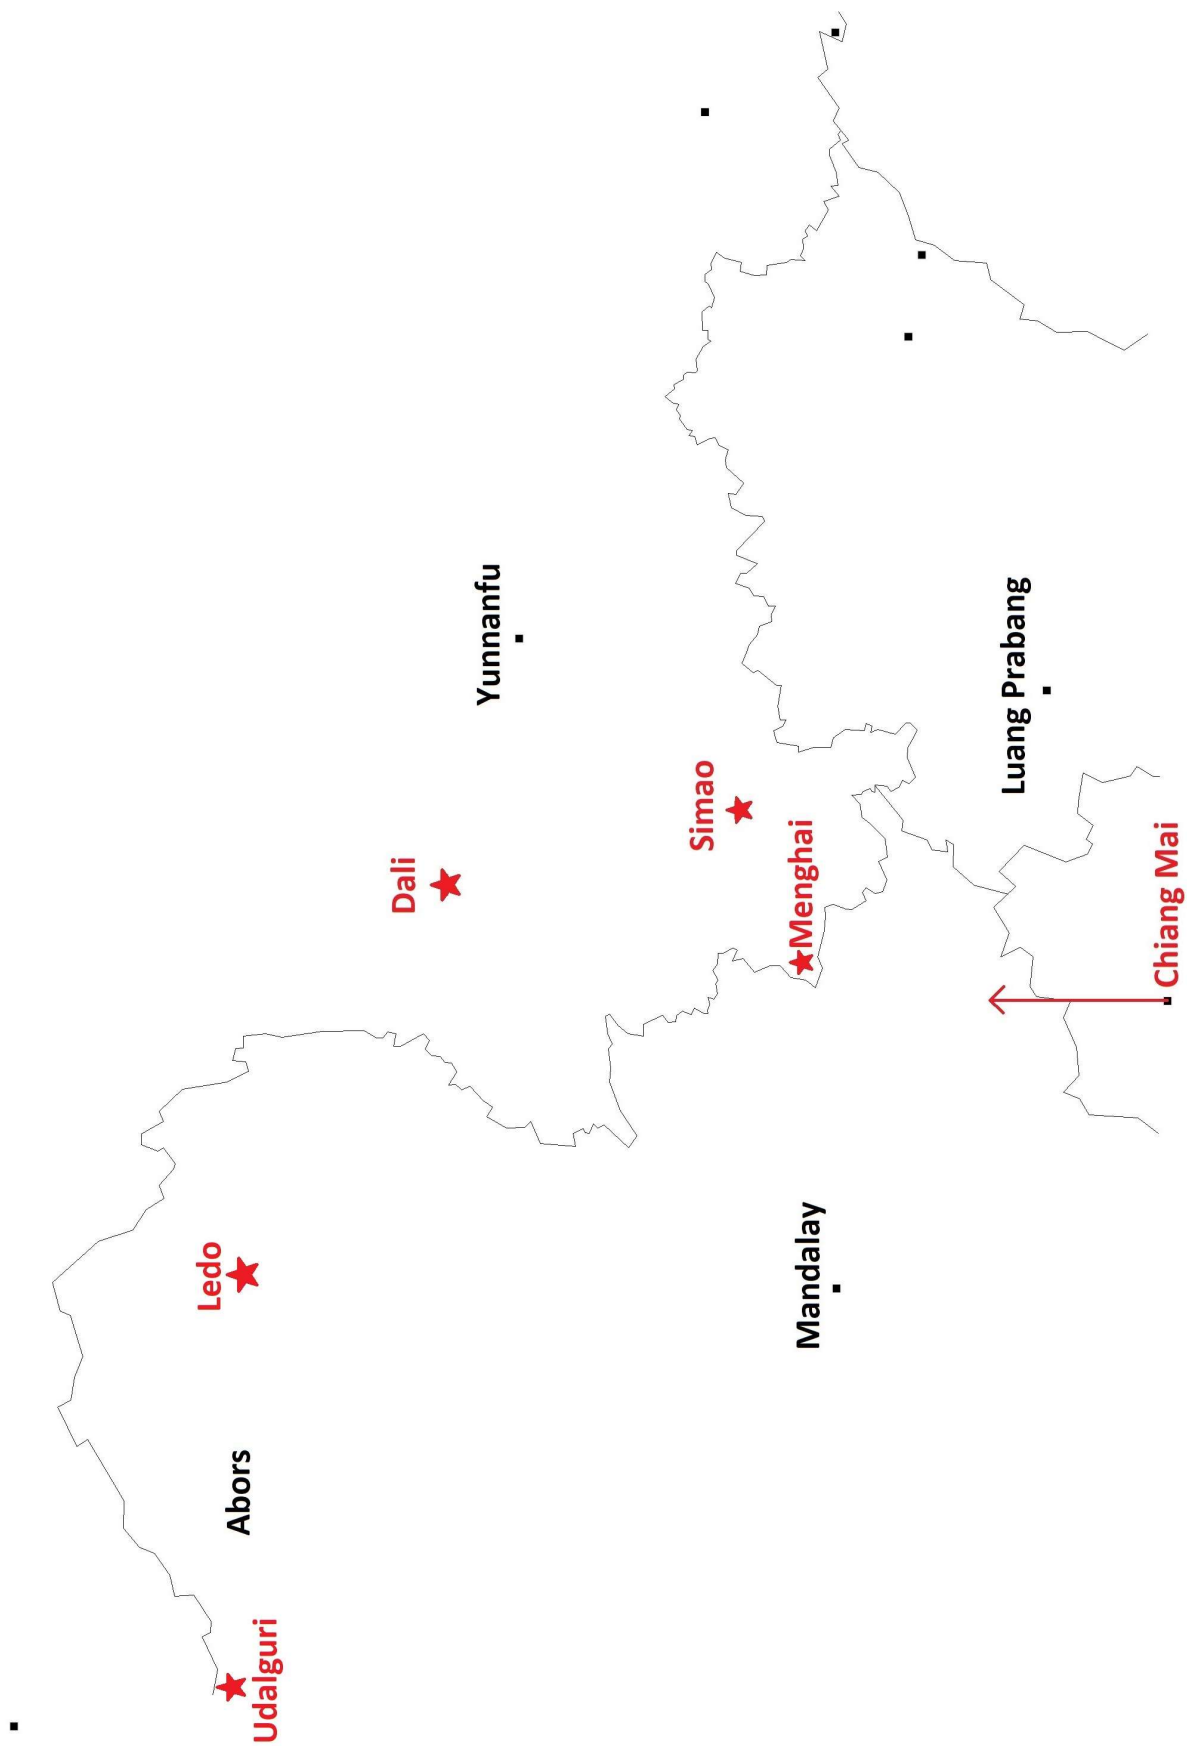 Udalguri
Abors
Ledo
Dali
Yunnanfu
Simao
Menghai
Mandalay
Luang Prabang
Chiang Mai